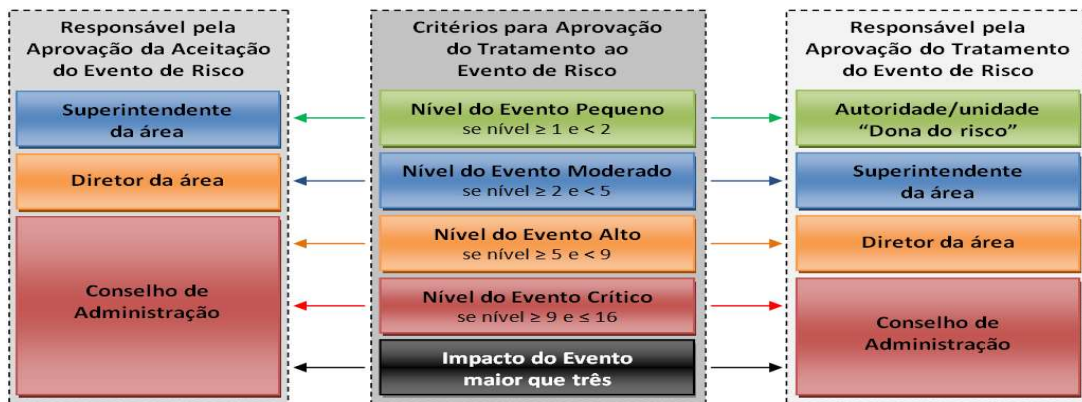 Responsável pela
Aprovação da Aceitação
do Evento de Risco
Superintendente
da área
Diretor da área
Conselho de
Administração
Critérios para Aprovação
do Tratamento ao
Evento de Risco
Nível do Evento Pequeno
se nível ≥ 1 e < 2
Nível do Evento Moderado
se nível ≥ 2 e < 5
Nível do Evento Alto
se nível ≥ 5 e < 9
Nível do Evento Crítico
se nível ≥ 9 e ≤ 16
Impacto do Evento
maior que três
Responsável pela
Aprovação do Tratamento
do Evento de Risco
Autoridade/unidade
“Dona do risco”
Superintendente
da área
Diretor da área
Conselho de
Administração